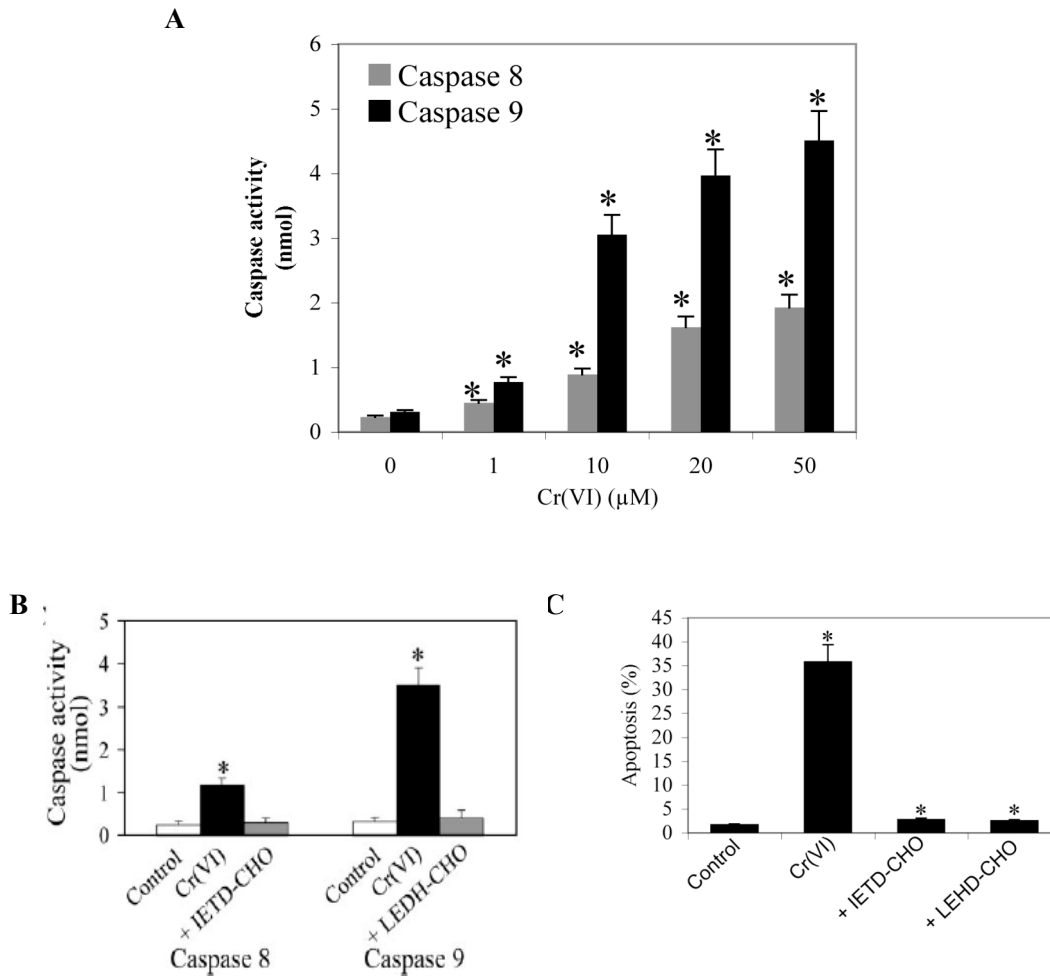 A
6
5
4
3
2
1
0
Caspase activity
(nmol)
Caspase 8
Caspase 9
*
*
*
*
*
*
*
*
0 1 10 20 50
Cr(VI) (μM)
B
5
4
3
2
1
0
Caspase activity
(nmol)
*
*
Control
Cr(VI)
+ IETD-CHO
Control
Cr(VI)
+ LEDH-CHO
Caspase 8
Caspase 9
C
45
40
35
30
25
20
15
10
5
0
Apoptosis (%)
*
*
*
Control
Cr(VI)
+ IETD-CHO
+ LEHD-CHO